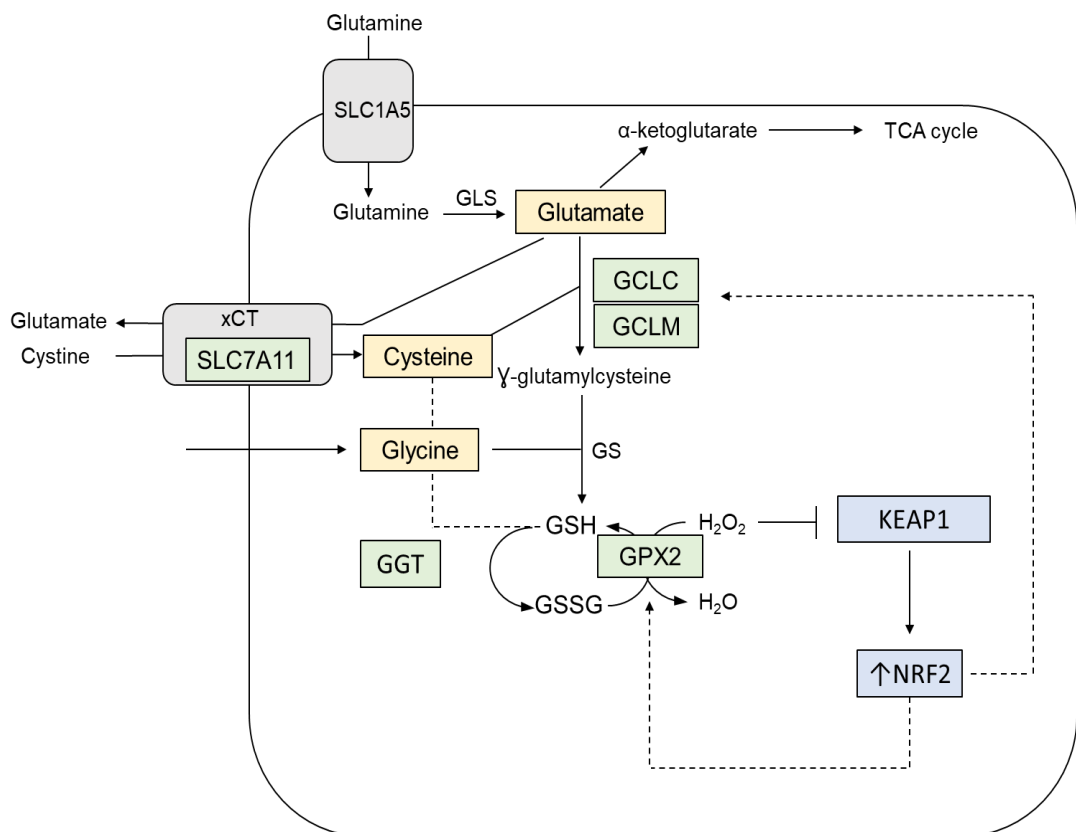 Glutamine
SLC1A5
α-ketoglutarate
TCA cycle
Glutamine
GLS
Glutamate
GCLC
GCLM
Glutamate
xCT
Cystine
SLC7A11
Cysteine
Ɣ-glutamylcysteine
Glycine
GS
GSH
H₂O₂
KEAP1
GGT
GPX2
GSSG
H₂O
↑NRF2